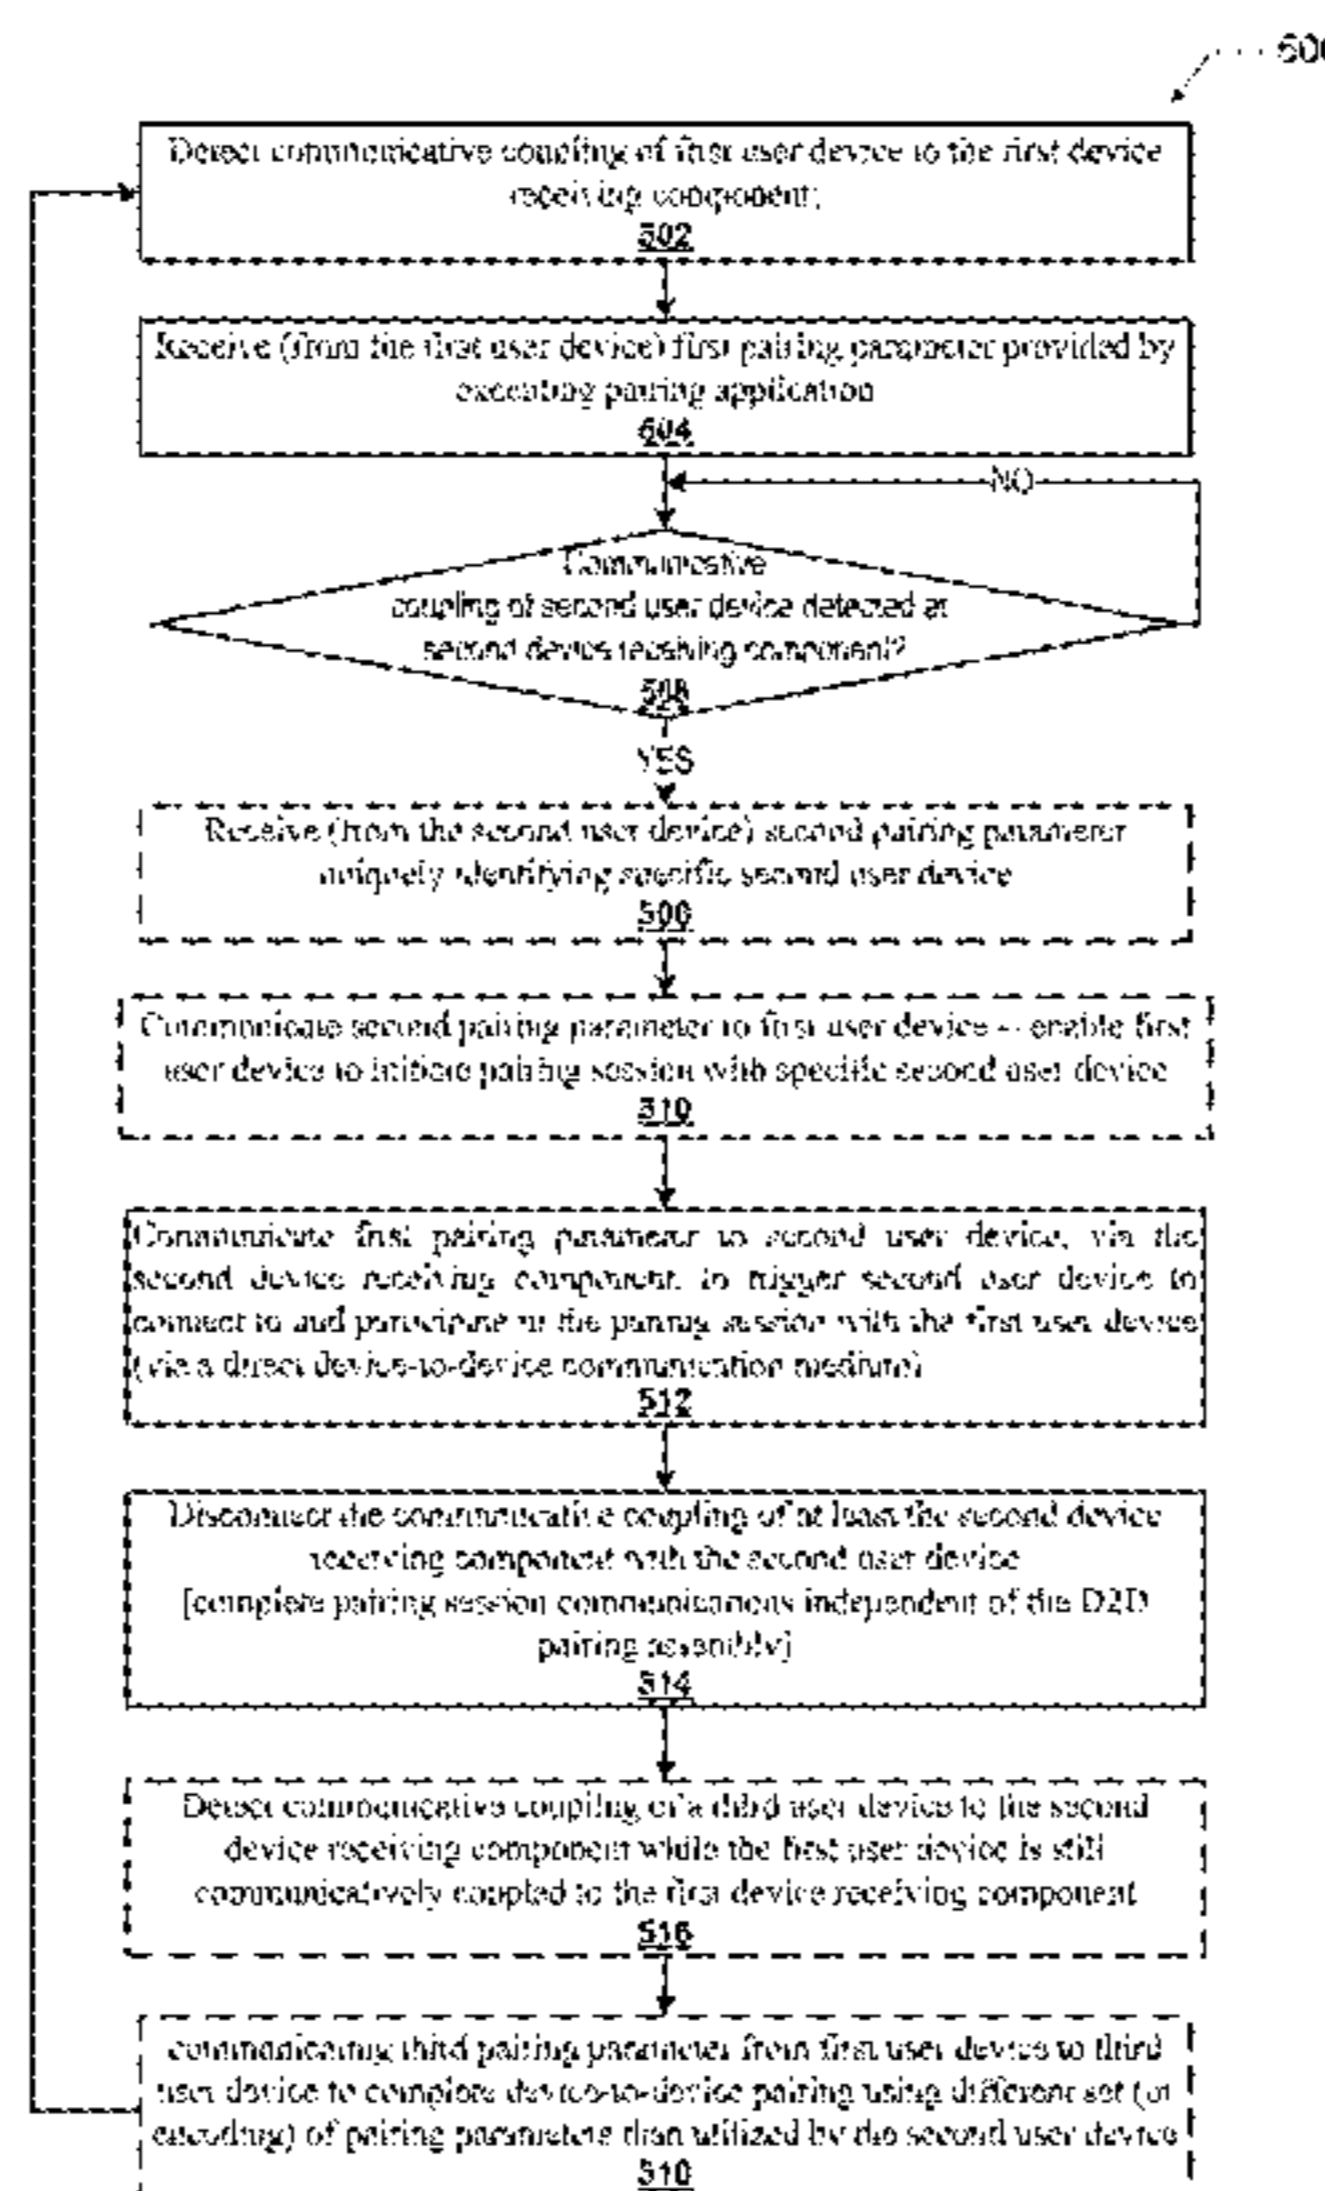 Detect communicative coupling of first user device to the first device
receiving component;
502
Receive (from the first user device) first pairing parameter provided by
executing pairing application
504
NO
Communicative
coupling of second user device detected at
second device receiving component?
YES
Receive (from the second user device) second pairing parameter
uniquely identifying specific second user device
Communicate second pairing parameter to first user device -- enable first
user device to initiate pairing session with specific second user device
510
Communicate first pairing parameter to second user device, via the
second device receiving component, to trigger second user device to
connect to and participate in the pairing session with the first user device
(via a direct device-to-device communication medium)
512
Disconnect the communicative coupling of at least the second device
receiving component with the second user device
[complete pairing session communications independent of the D2D
pairing assembly]
514
Detect communicative coupling of a third user device to the second
device receiving component while the first user device is still
communicatively coupled to the first device receiving component
516
communicating third pairing parameter from first user device to third
user device to complete device-to-device pairing using different set (or
encoding) of pairing parameters than utilized by the second user device